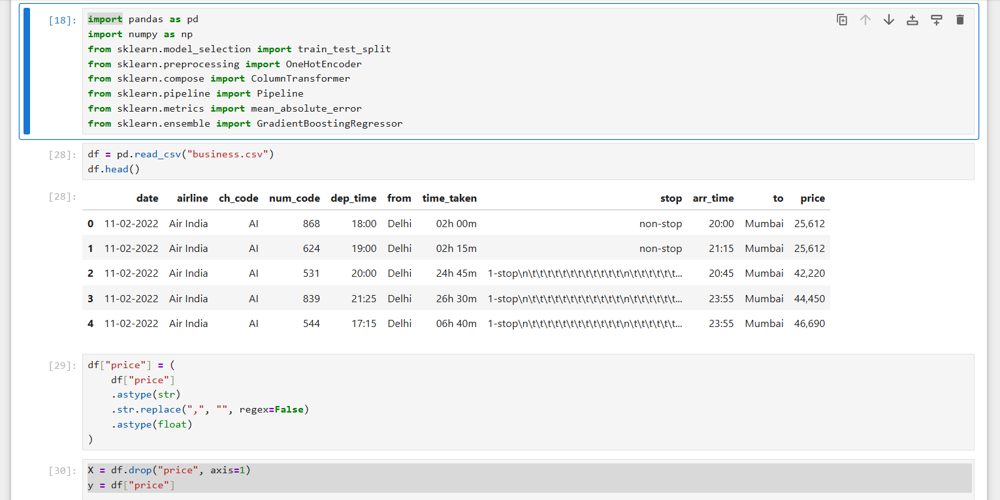 [18]:
import pandas as pd
import numpy as np
from sklearn.model_selection import train_test_split
from sklearn.preprocessing import OneHotEncoder
from sklearn.compose import ColumnTransformer
from sklearn.pipeline import Pipeline
from sklearn.metrics import mean_absolute_error
from sklearn.ensemble import GradientBoostingRegressor
[28]:
df = pd.read_csv("business.csv")
df.head()
[28]:
date airline ch_code num_code dep_time from time_taken stop arr_time to price
0 11-02-2022 Air India AI 868 18:00 Delhi 02h 00m non-stop 20:00 Mumbai 25,612
1 11-02-2022 Air India AI 624 19:00 Delhi 02h 15m non-stop 21:15 Mumbai 25,612
2 11-02-2022 Air India AI 531 20:00 Delhi 24h 45m 1-stop\n\t\t\t\t\t\t\t\t\t\t\t\t\n\t\t\t\t\t\t... 20:45 Mumbai 42,220
3 11-02-2022 Air India AI 839 21:25 Delhi 26h 30m 1-stop\n\t\t\t\t\t\t\t\t\t\t\t\t\n\t\t\t\t\t\t... 23:55 Mumbai 44,450
4 11-02-2022 Air India AI 544 17:15 Delhi 06h 40m 1-stop\n\t\t\t\t\t\t\t\t\t\t\t\t\n\t\t\t\t\t\t... 23:55 Mumbai 46,690
[29]:
df["price"] = (
    df["price"]
    .astype(str)
    .str.replace(",", "", regex=False)
    .astype(float)
)
[30]:
X = df.drop("price", axis=1)
y = df["price"]